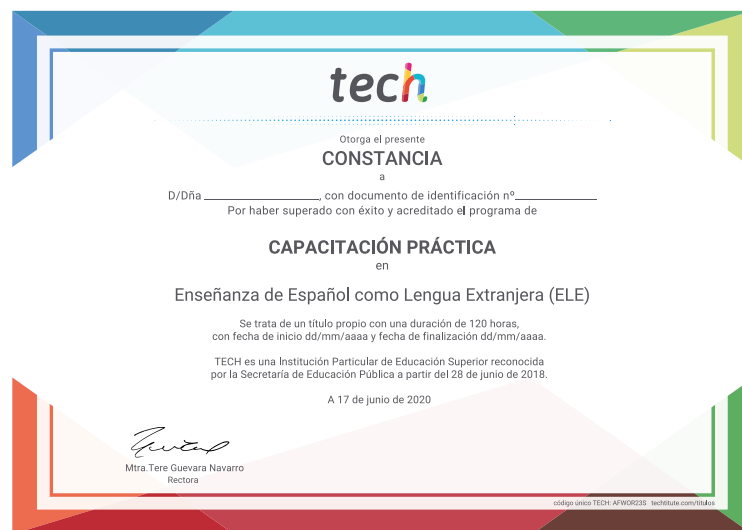 tech
Otorga el presente
CONSTANCIA
a
D/Dña ____________________, con documento de identificación nº______________
Por haber superado con éxito y acreditado el programa de
CAPACITACIÓN PRÁCTICA
en
Enseñanza de Español como Lengua Extranjera (ELE)
Se trata de un título propio con una duración de 120 horas,
con fecha de inicio dd/mm/aaaa y fecha de finalización dd/mm/aaaa.
TECH es una Institución Particular de Educación Superior reconocida
por la Secretaría de Educación Pública a partir del 28 de junio de 2018.
A 17 de junio de 2020
Mtra.Tere Guevara Navarro
Rectora
código único TECH: AFWOR23S techtitute.com/titulos